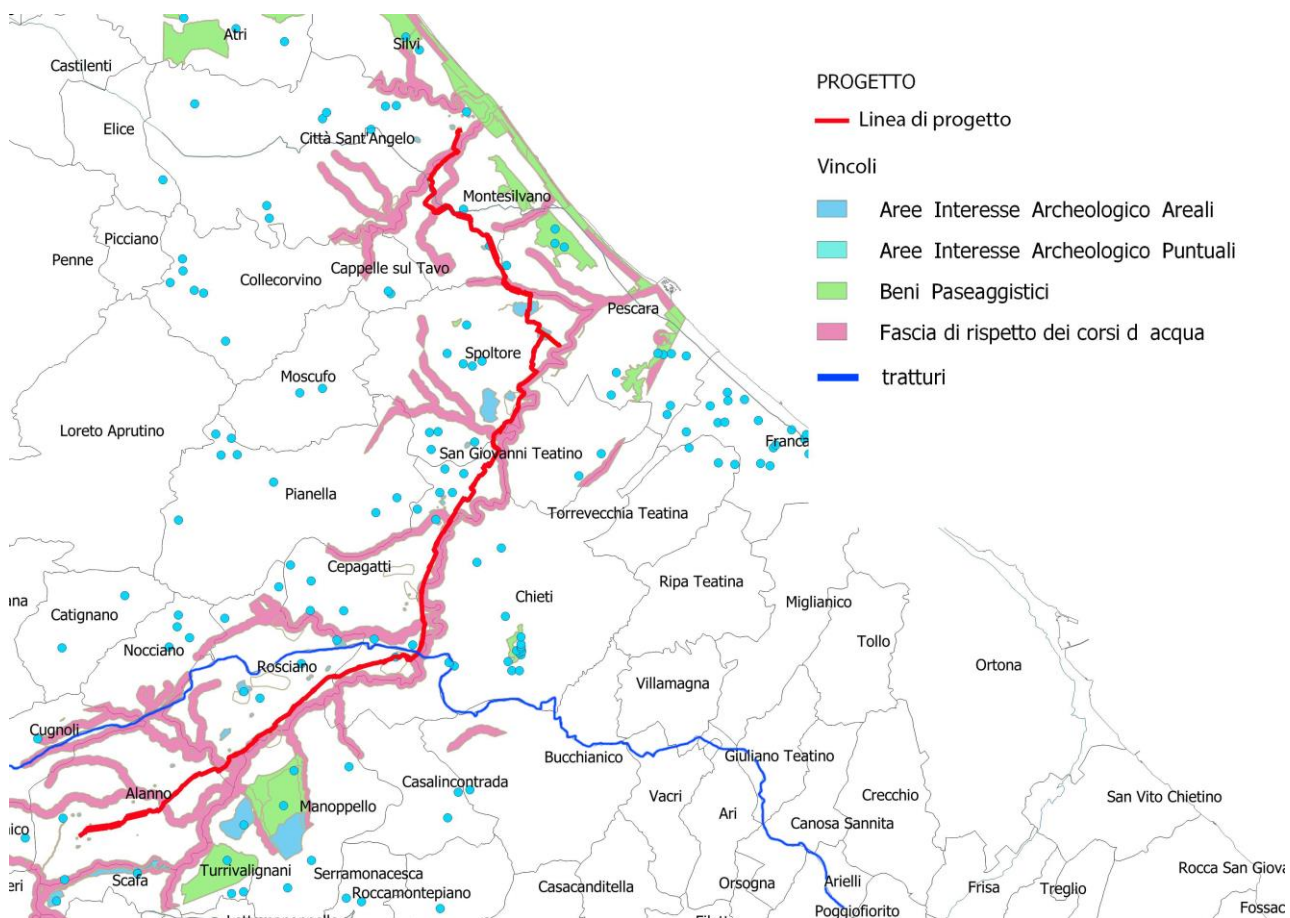 Atri
Silvi
Castilenti
Elice
Città Sant'Angelo
Montesilvano
Picciano
Penne
Collecorvino
Cappelle sul Tavo
Pescara
Spoltore
Moscufo
Loreto Aprutino
San Giovanni Teatino
Franca
Pianella
Torrevecchia Teatina
Cepagatti
Ripa Teatina
Chieti
Miglianico
ana
Catignano
Tollo
Nocciano
Rosciano
Ortona
Villamagna
Cugnoli
Bucchianico
Giuliano Teatino
Casalincontrada
Alanno
Vacri
Crecchio
San Vito Chietino
Manoppello
Ari
Canosa Sannita
nico
Turrivalignani
Serramonacesca
Rocca San Giova
Scafa
Orsogna
Arielli
eri
Roccamontepiano
Casacanditella
Frisa
Treglio
Poggiofiorito
Fossac
PROGETTO
Linea di progetto
Vincoli
Aree Interesse Archeologico Areali
Aree Interesse Archeologico Puntuali
Beni Paseaggistici
Fascia di rispetto dei corsi d acqua
tratturi